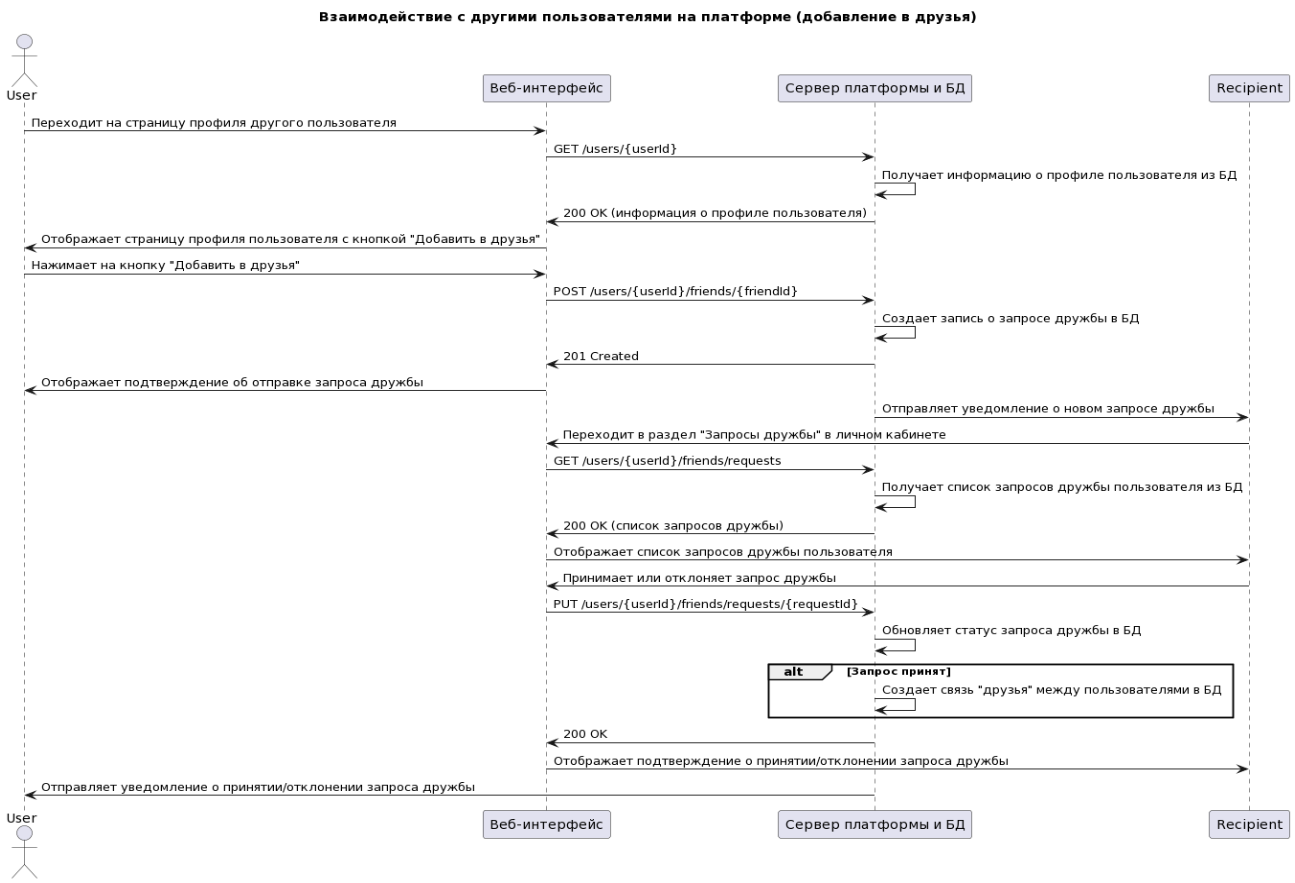 Взаимодействие с другими пользователями на платформе (добавление в друзья)
User
Веб-интерфейс
Сервер платформы и БД
Recipient
Переходит на страницу профиля другого пользователя
GET /users/{userId}
Получает информацию о профиле пользователя из БД
200 OK (информация о профиле пользователя)
Отображает страницу профиля пользователя с кнопкой "Добавить в друзья"
Нажимает на кнопку "Добавить в друзья"
POST /users/{userId}/friends/{friendId}
Создает запись о запросе дружбы в БД
201 Created
Отображает подтверждение об отправке запроса дружбы
Отправляет уведомление о новом запросе дружбы
Переходит в раздел "Запросы дружбы" в личном кабинете
GET /users/{userId}/friends/requests
Получает список запросов дружбы пользователя из БД
200 OK (список запросов дружбы)
Отображает список запросов дружбы пользователя
Принимает или отклоняет запрос дружбы
PUT /users/{userId}/friends/requests/{requestId}
Обновляет статус запроса дружбы в БД
alt [Запрос принят]
Создает связь "друзья" между пользователями в БД
200 OK
Отображает подтверждение о принятии/отклонении запроса дружбы
Отправляет уведомление о принятии/отклонении запроса дружбы
User
Веб-интерфейс
Сервер платформы и БД
Recipient